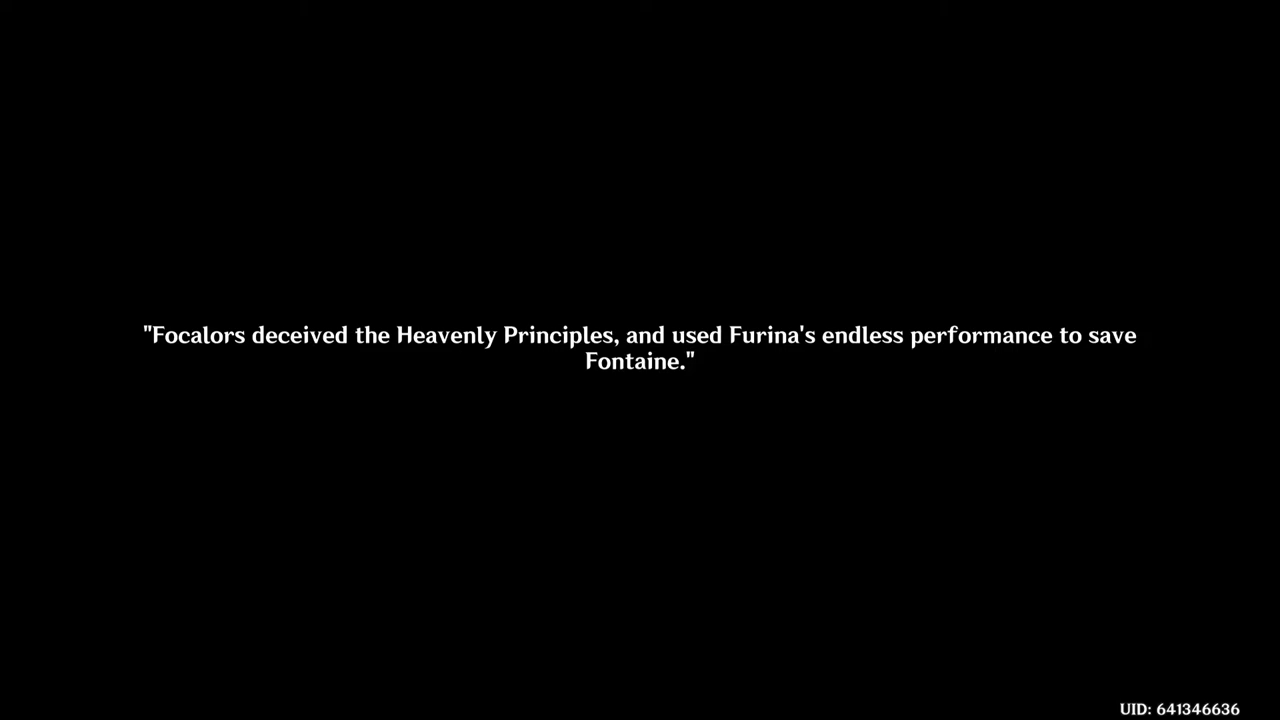 "Focalors deceived the Heavenly Principles, and used Furina's endless performance to save
Fontaine."
UID: 641346636